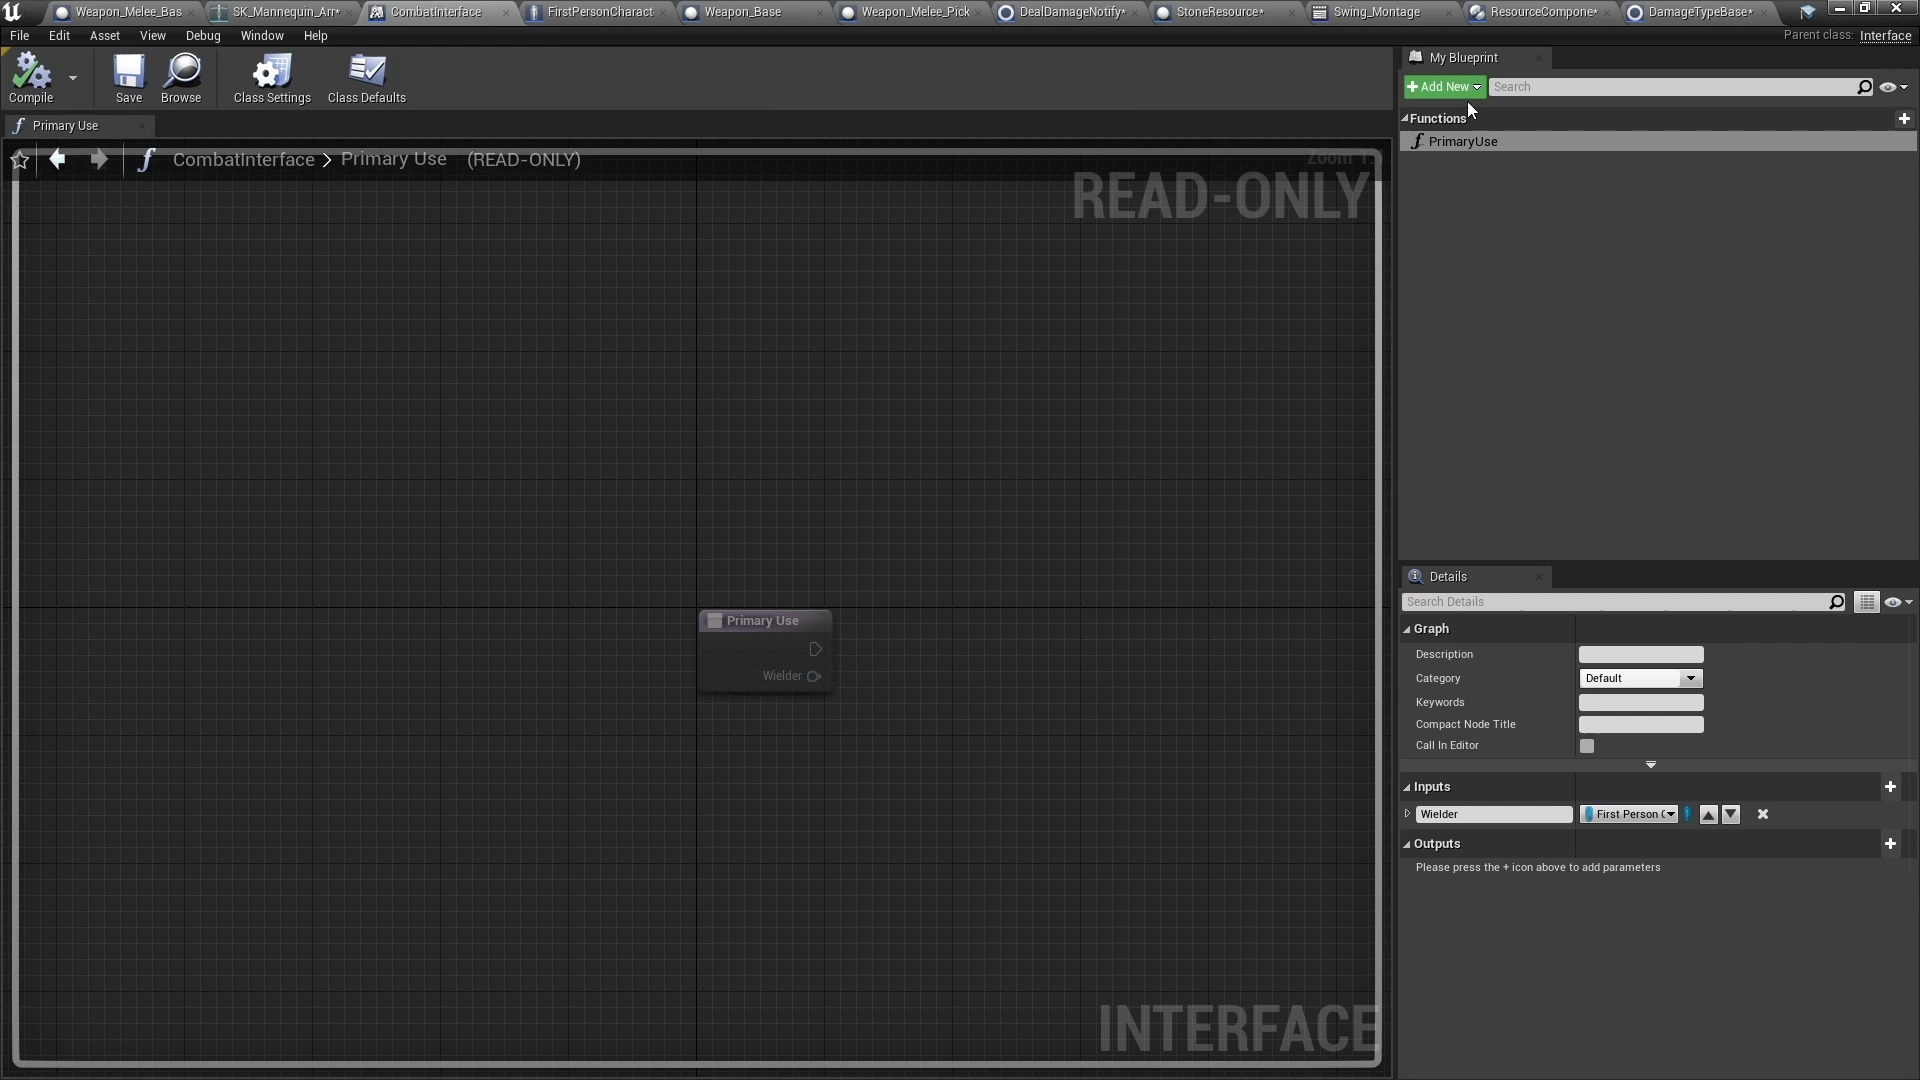 Weapon_Melee_Bas
SK_Mannequin_Arr*
CombatInterface
FirstPersonCharact
Weapon_Base
Weapon_Melee_Pick
DealDamageNotify*
StoneResource*
Swing_Montage
ResourceCompone*
DamageTypeBase*
File Edit Asset View Debug Window Help
Parent class: Interface
Compile
Save
Browse
Class Settings
Class Defaults
Primary Use
CombatInterface > Primary Use (READ-ONLY)
Zoom 1:
READ-ONLY
Primary Use
Wielder
INTERFACE
My Blueprint
+ Add New
Search
Functions
PrimaryUse
Details
Search Details
Graph
Description
Category Default
Keywords
Compact Node Title
Call In Editor
Inputs
Wielder First Person C
Outputs
Please press the + icon above to add parameters